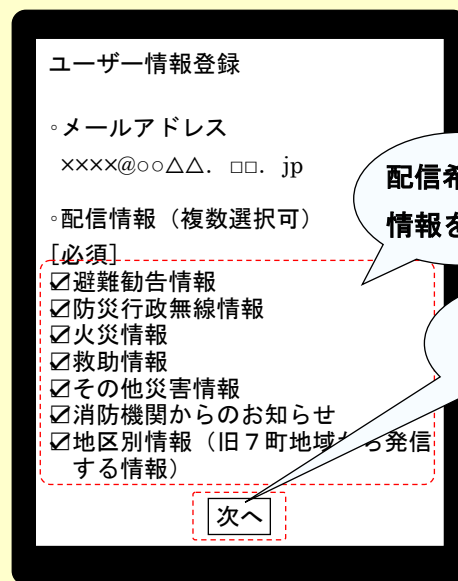 ユーザー情報登録
◦メールアドレス
××××@○○△△．□□．jp
◦配信情報（複数選択可）
[必須]
☑避難勧告情報
☑防災行政無線情報
☑火災情報
☑救助情報
☑その他災害情報
☑消防機関からのお知らせ
☑地区別情報（旧７町地域から発信
する情報）
次へ
配信希
情報を